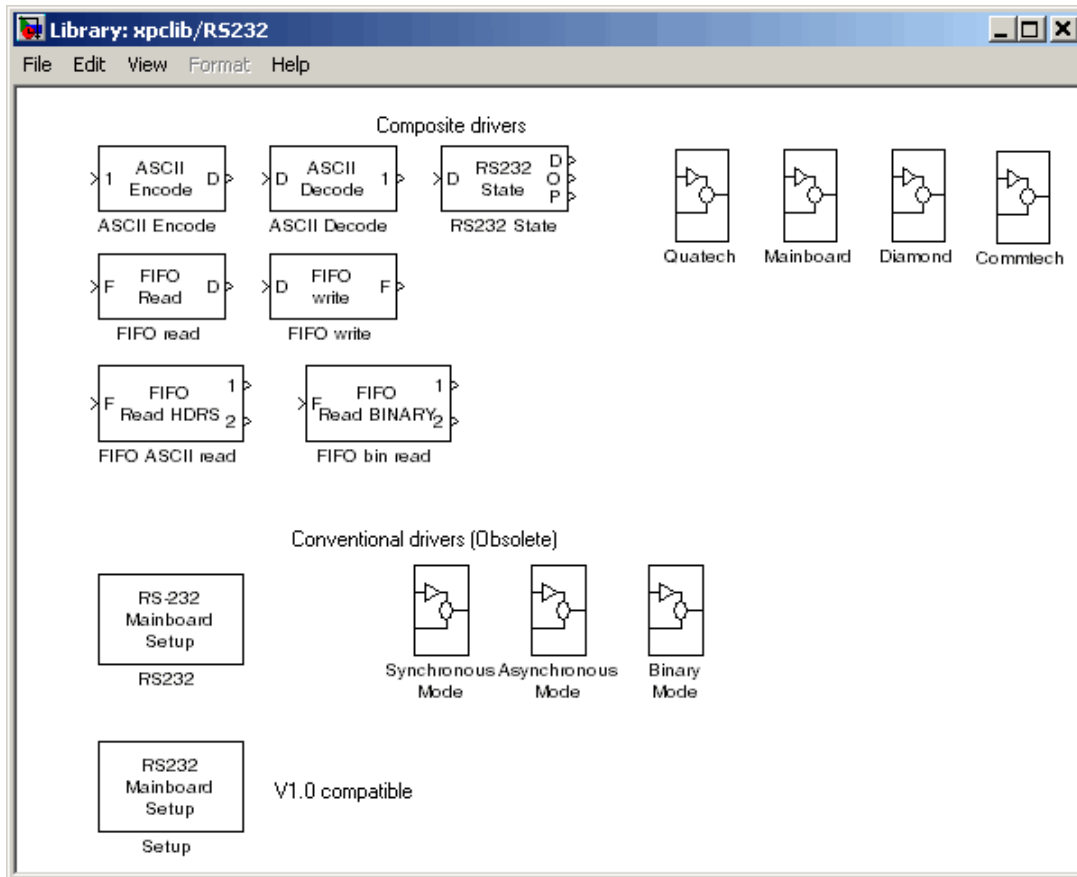 Library: xpclib/RS232
File Edit View Format Help
Composite drivers
1 ASCII Encode D
ASCII Encode
D ASCII Decode 1
ASCII Decode
D RS232 State D O P
RS232 State
Quatech
Mainboard
Diamond
Commtech
F FIFO Read D
FIFO read
D FIFO write F
FIFO write
F FIFO Read HDRS 1 2
FIFO ASCII read
F FIFO Read BINARY 1 2
FIFO bin read
Conventional drivers (Obsolete)
RS-232
Mainboard
Setup
RS232
Synchronous
Mode
Asynchronous
Mode
Binary
Mode
RS232
Mainboard
Setup
Setup
V1.0 compatible